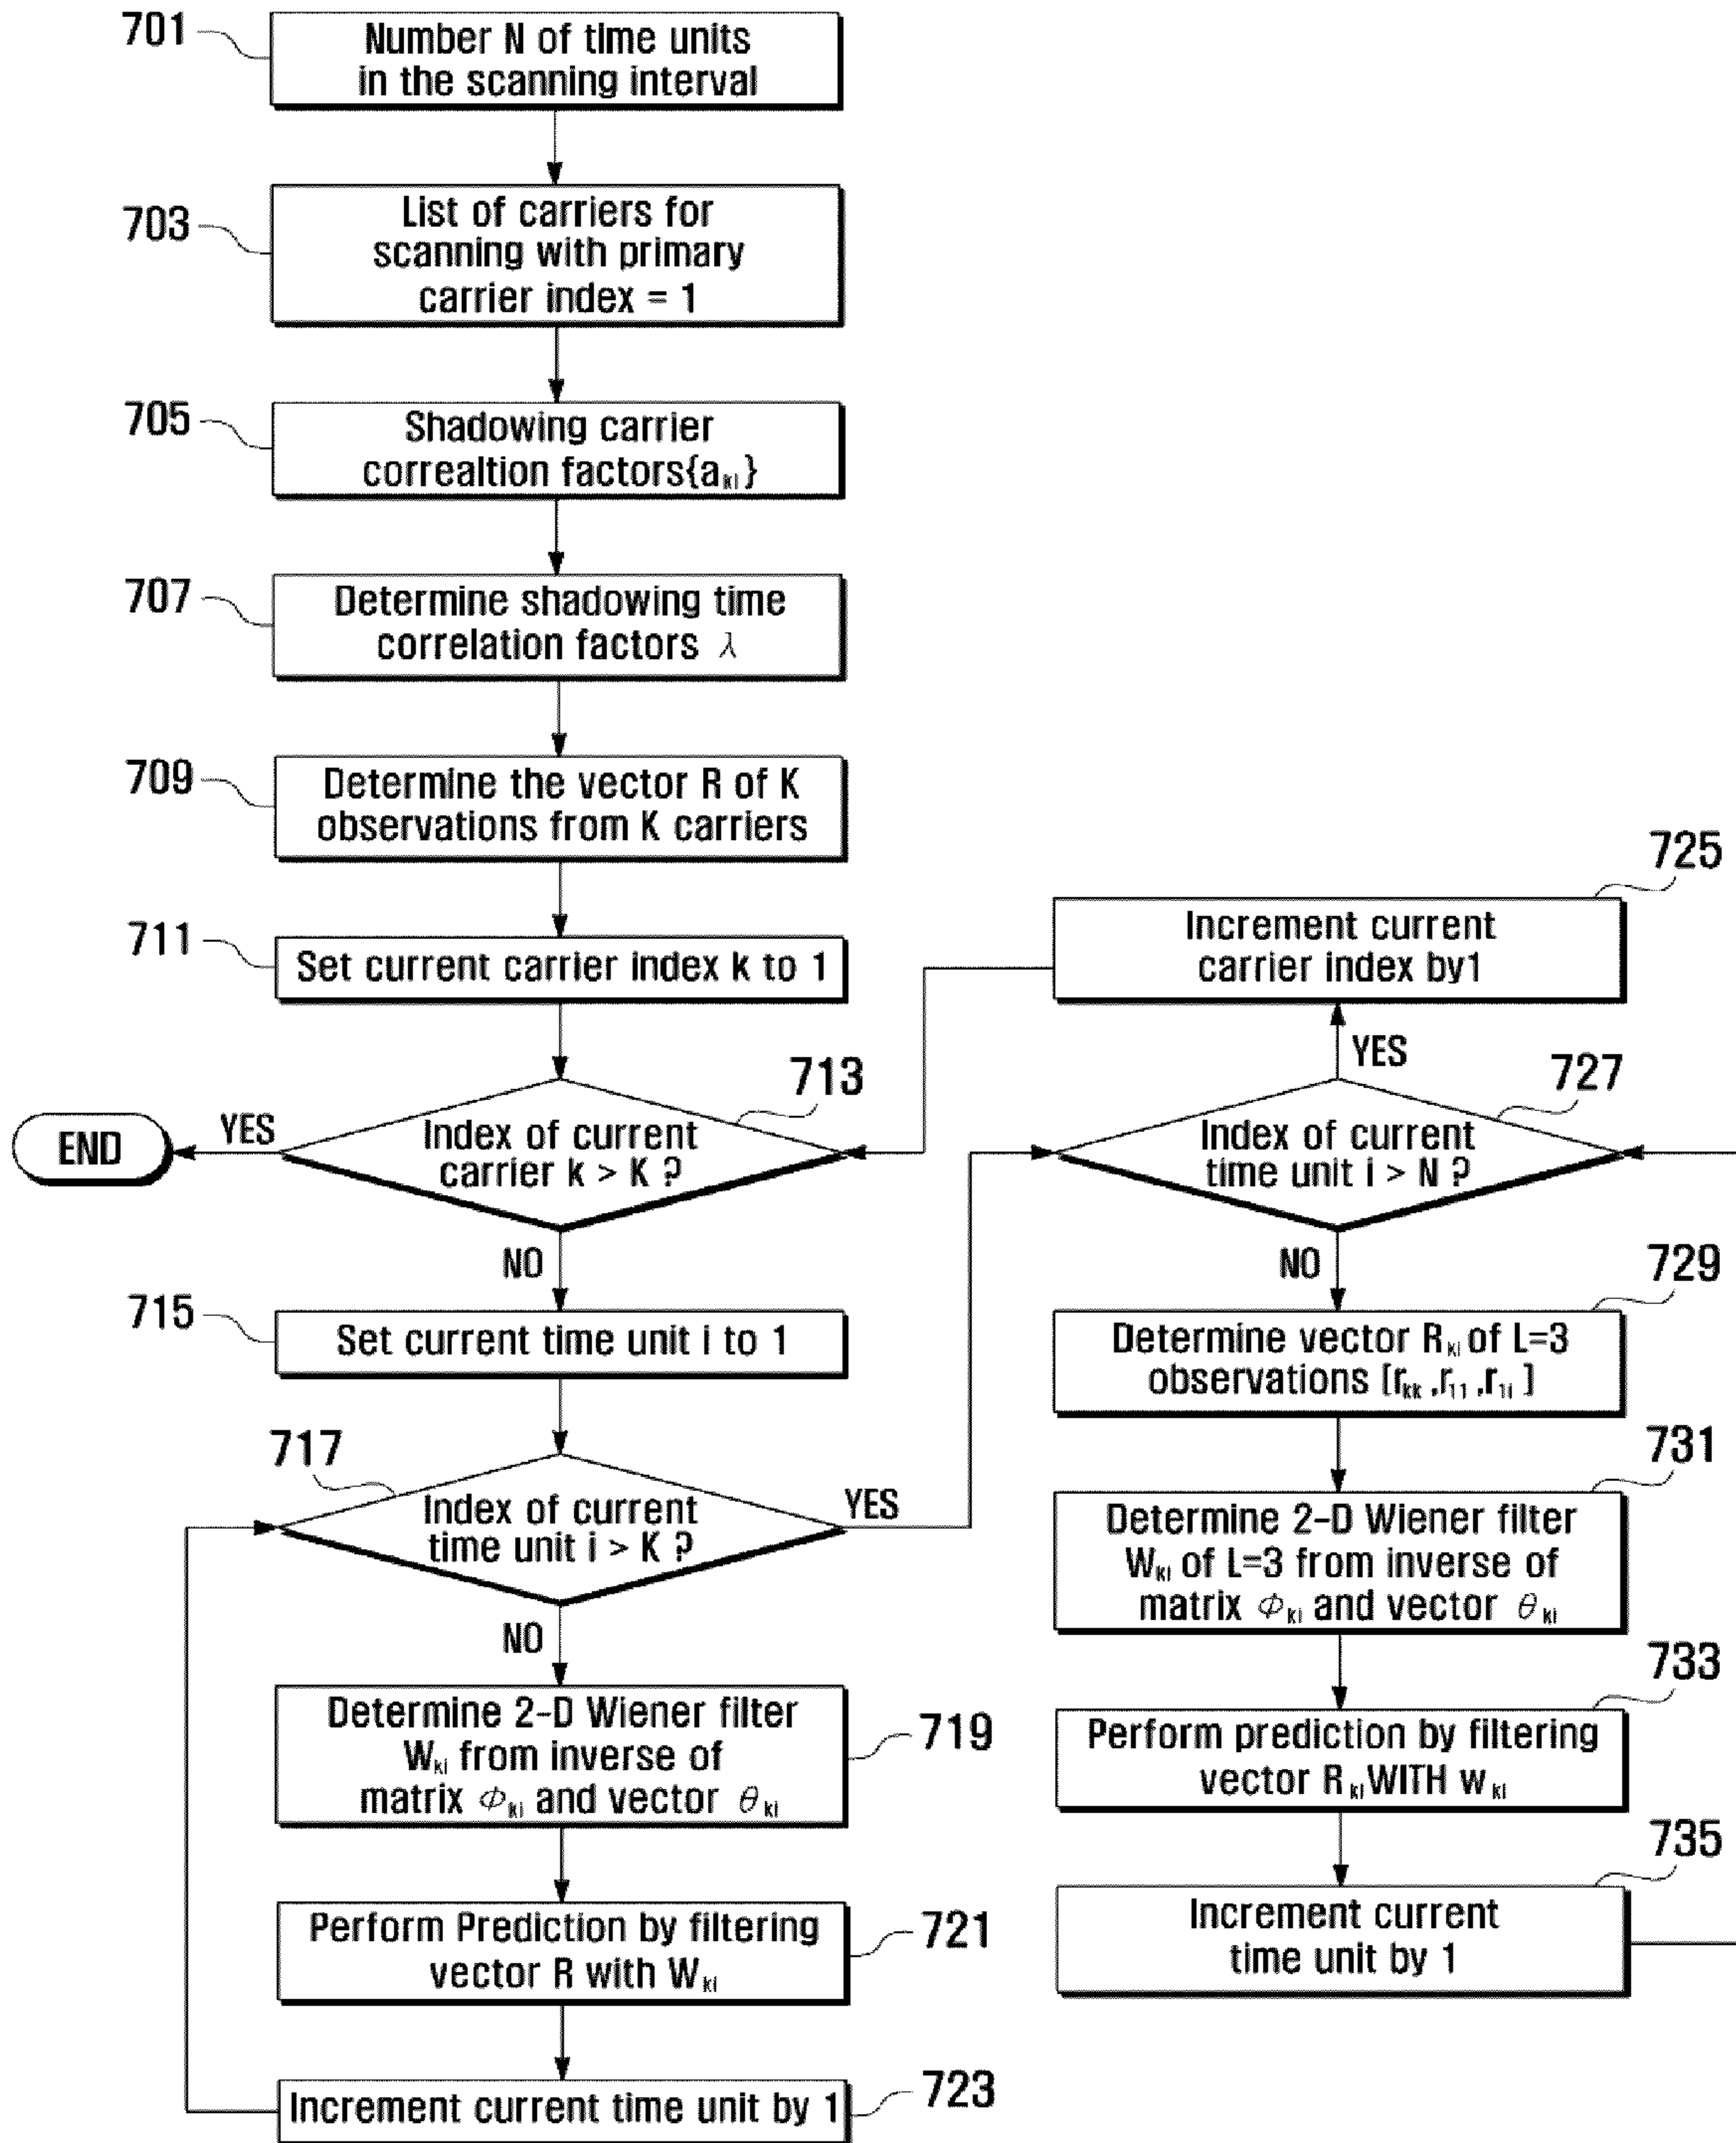 701
Number N of time units
in the scanning interval
703
List of carriers for
scanning with primary
carrier index = 1
705
Shadowing carrier
correaltion factors{aki}
707
Determine shadowing time
correlation factors λ
709
Determine the vector R of K
observations from K carriers
711
Set current carrier index k to 1
713
Index of current
carrier k > K ?
YES
END
NO
715
Set current time unit i to 1
717
Index of current
time unit i > K ?
YES
NO
719
Determine 2-D Wiener filter
Wki from inverse of
matrix Φki and vector θki
721
Perform Prediction by filtering
vector R with Wki
723
Increment current time unit by 1
725
Increment current
carrier index by1
YES
727
Index of current
time unit i > N ?
NO
729
Determine vector Rki of L=3
observations [rkk ,r11 ,r1i ]
731
Determine 2-D Wiener filter
Wki of L=3 from inverse of
matrix Φki and vector θki
733
Perform prediction by filtering
vector RkiWITH wki
735
Increment current
time unit by 1